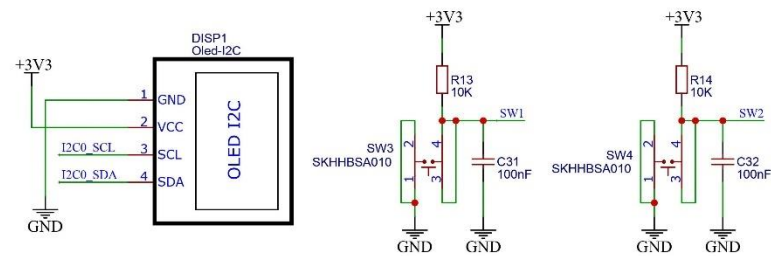 DISP1
Oled-I2C
+3V3
1 GND
2 VCC
I2C0_SCL 3 SCL
I2C0_SDA 4 SDA
OLED I2C
GND
+3V3
R13
10K
SW1
SW3
SKHHBSA010
2 4
1 3
C31
100nF
GND GND
+3V3
R14
10K
SW2
SW4
SKHHBSA010
2 4
1 3
C32
100nF
GND GND